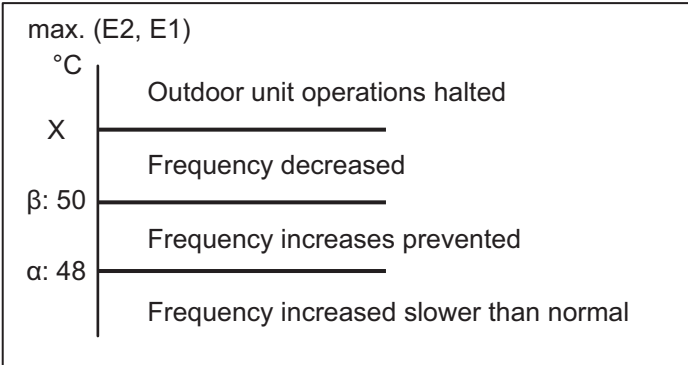 max. (E2, E1)
°C
Outdoor unit operations halted
X
Frequency decreased
β: 50
Frequency increases prevented
α: 48
Frequency increased slower than normal